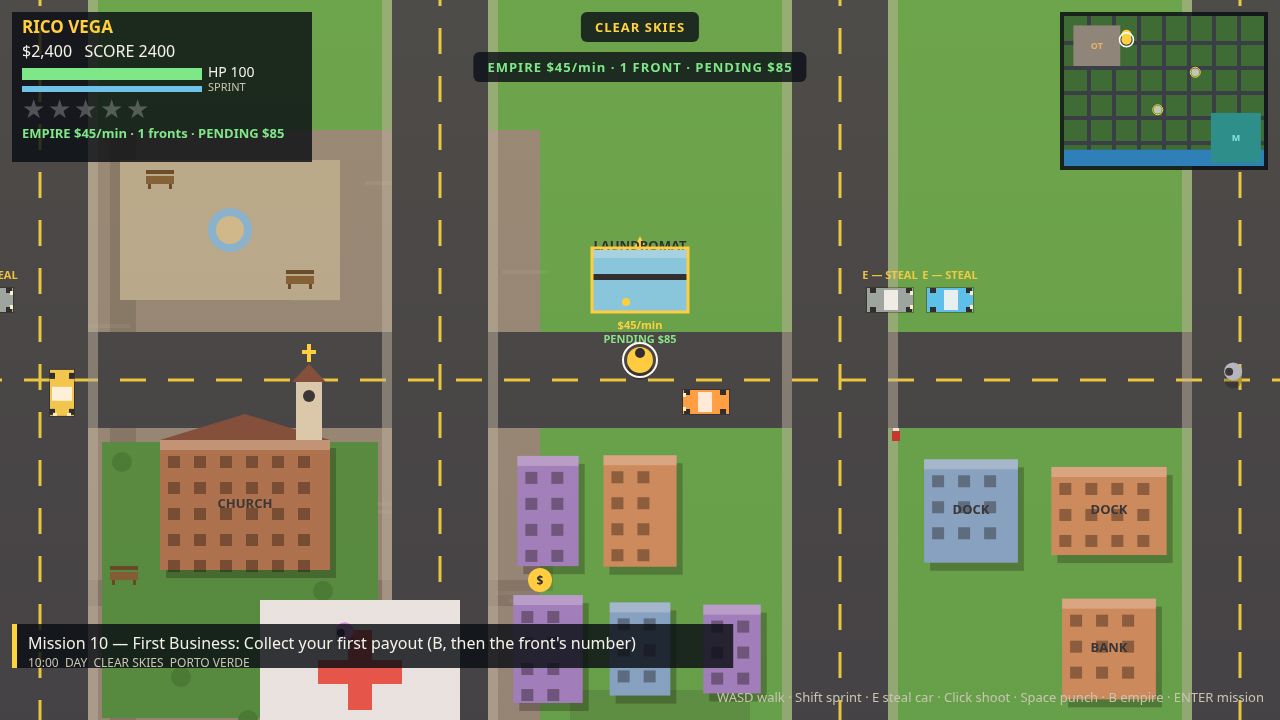 RICO VEGA
$2,400 SCORE 2400
HP 100
SPRINT
EMPIRE $45/min · 1 fronts · PENDING $85
CLEAR SKIES
EMPIRE $45/min · 1 FRONT · PENDING $85
OT
M
LAUNDROMAT
$45/min
PENDING $85
EAL
E — STEAL
E — STEAL
CHURCH
DOCK
DOCK
$
BANK
Mission 10 — First Business: Collect your first payout (B, then the front's number)
10:00 DAY CLEAR SKIES PORTO VERDE
WASD walk · Shift sprint · E steal car · Click shoot · Space punch · B empire · ENTER mission